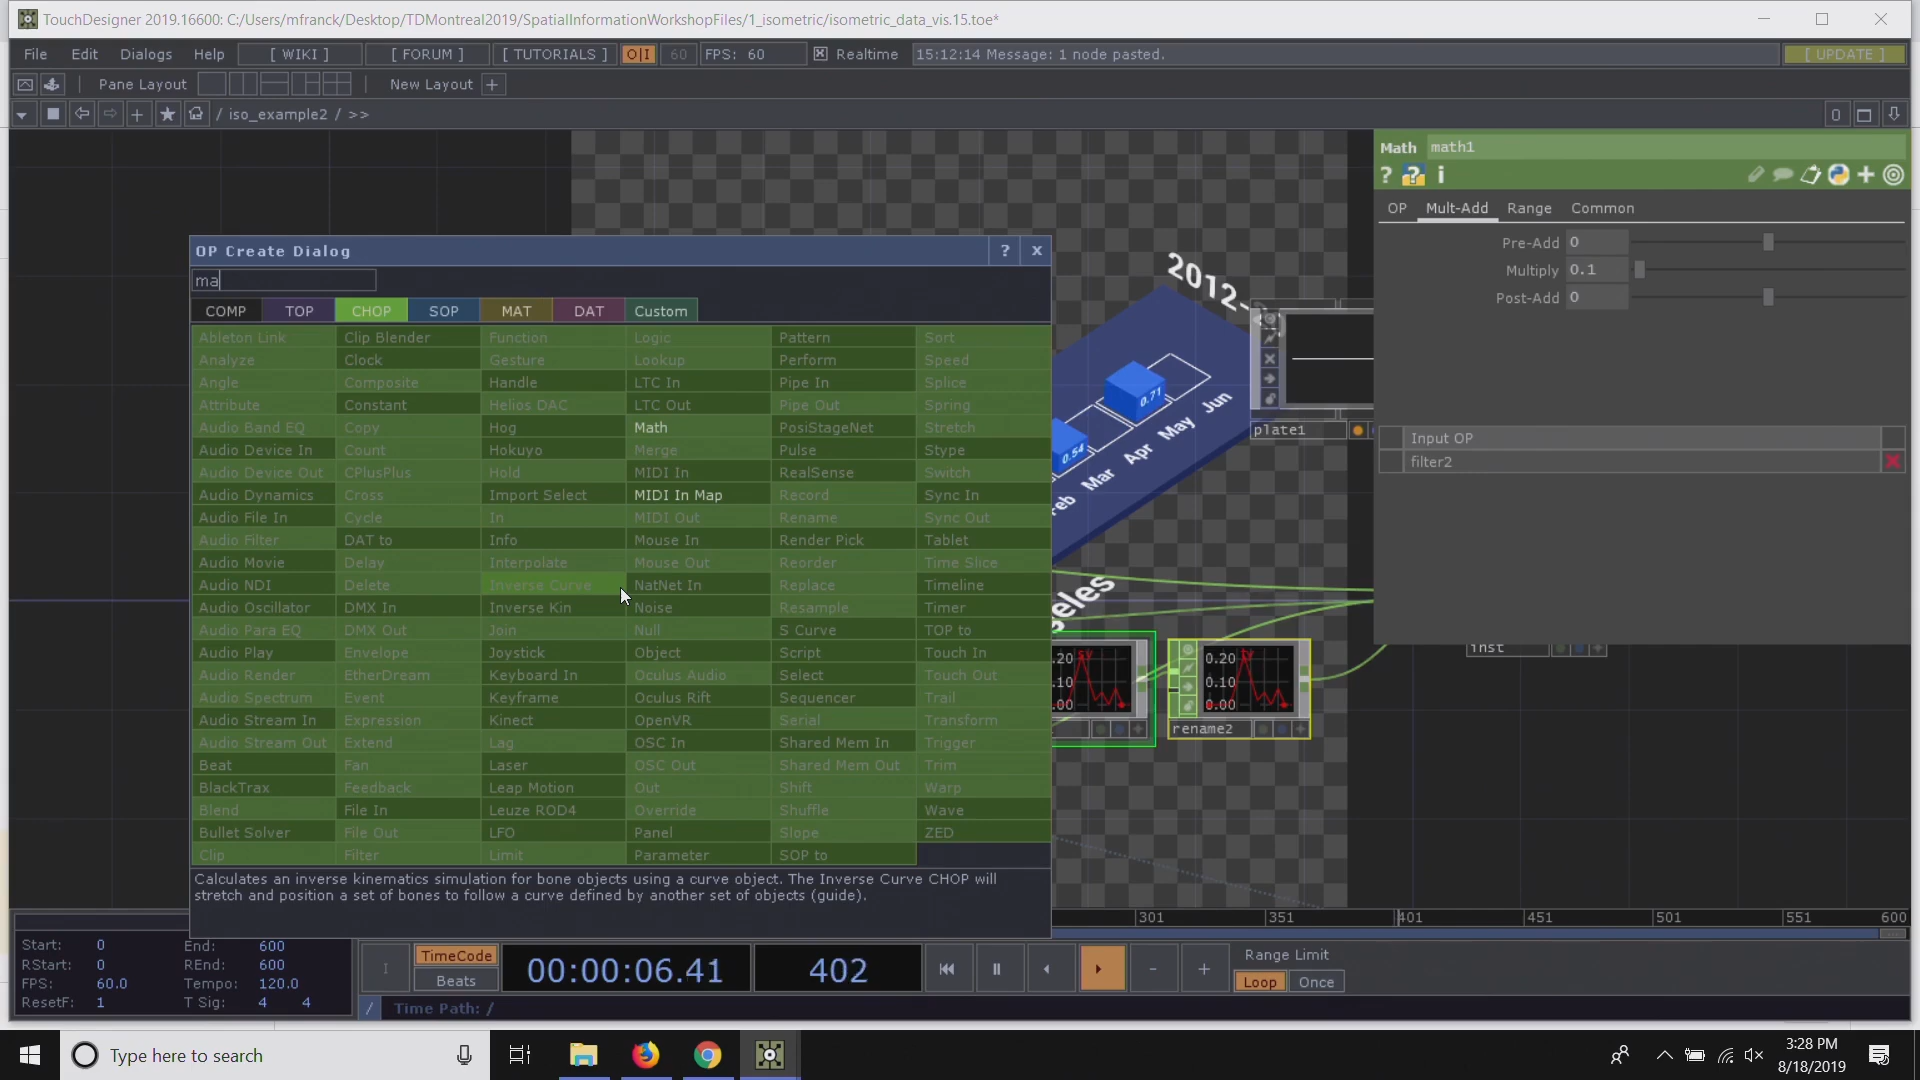 TouchDesigner 2019.16600: C:/Users/mfranck/Desktop/TDMontreal2019/SpatialInformationWorkshopFiles/1_isometric/isometric_data_vis.15.toe*
File Edit Dialogs Help [ WIKI ] [ FORUM ] [ TUTORIALS ] O|I 60 FPS: 60 Realtime 15:12:14 Message: 1 node pasted. [ UPDATE ]
Pane Layout New Layout +
/ iso_example2 / >> 0
Math math1
? i
OP Mult-Add Range Common
Pre-Add 0
Multiply 0.1
Post-Add 0
Input OP
filter2
OP Create Dialog ? x
ma
COMP TOP CHOP SOP MAT DAT Custom
Ableton Link Clip Blender Function Logic Pattern Sort
Analyze Clock Gesture Lookup Perform Speed
Angle Composite Handle LTC In Pipe In Splice
Attribute Constant Helios DAC LTC Out Pipe Out Spring
Audio Band EQ Copy Hog Math PosiStageNet Stretch
Audio Device In Count Hokuyo Merge Pulse Stype
Audio Device Out CPlusPlus Hold MIDI In RealSense Switch
Audio Dynamics Cross Import Select MIDI In Map Record Sync In
Audio File In Cycle In MIDI Out Rename Sync Out
Audio Filter DAT to Info Mouse In Render Pick Tablet
Audio Movie Delay Interpolate Mouse Out Reorder Time Slice
Audio NDI Delete Inverse Curve NatNet In Replace Timeline
Audio Oscillator DMX In Inverse Kin Noise Resample Timer
Audio Para EQ DMX Out Join Null S Curve TOP to
Audio Play Envelope Joystick Object Script Touch In
Audio Render EtherDream Keyboard In Oculus Audio Select Touch Out
Audio Spectrum Event Keyframe Oculus Rift Sequencer Trail
Audio Stream In Expression Kinect OpenVR Serial Transform
Audio Stream Out Extend Lag OSC In Shared Mem In Trigger
Beat Fan Laser OSC Out Shared Mem Out Trim
BlackTrax Feedback Leap Motion Out Shift Warp
Blend File In Leuze ROD4 Override Shuffle Wave
Bullet Solver File Out LFO Panel Slope ZED
Clip Filter Limit Parameter SOP to
Calculates an inverse kinematics simulation for bone objects using a curve object. The Inverse Curve CHOP will
stretch and position a set of bones to follow a curve defined by another set of objects (guide).
2012-
0.71
0.54
eb Mar Apr May Jun
eles
plate1
inst
.20 sy
.10
.00
0.20 ty
0.10
0.00
rename2
301 351 401 451 501 551 600
Start: 0 End: 600
RStart: 0 REnd: 600
FPS: 60.0 Tempo: 120.0
ResetF: 1 T Sig: 4 4
I TimeCode Beats 00:00:06.41 402 - +
Range Limit
Loop Once
/ Time Path: /
Type here to search
3:28 PM
8/18/2019